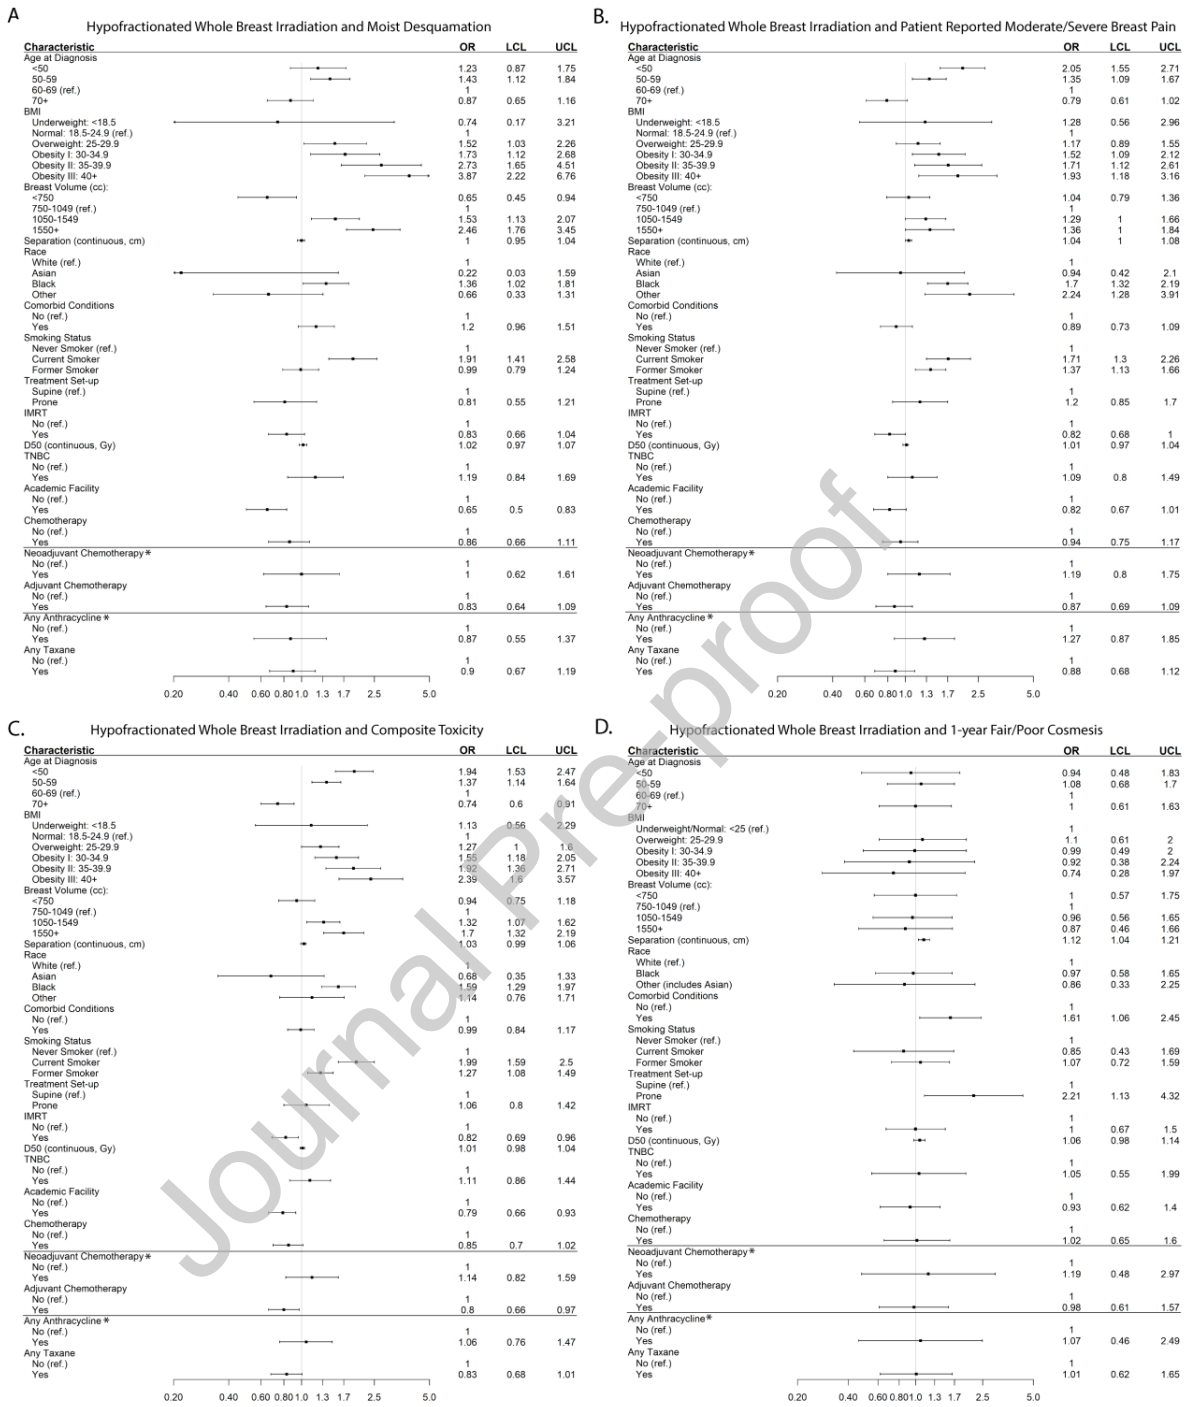 A
Hypofractionated Whole Breast Irradiation and Moist Desquamation
Characteristic OR LCL UCL
Age at Diagnosis
<50 1.23 0.87 1.75
50-59 1.43 1.12 1.84
60-69 (ref.) 1
70+ 0.87 0.65 1.16
BMI
Underweight: <18.5 0.74 0.17 3.21
Normal: 18.5-24.9 (ref.) 1
Overweight: 25-29.9 1.52 1.03 2.26
Obesity I: 30-34.9 1.73 1.12 2.68
Obesity II: 35-39.9 2.73 1.65 4.51
Obesity III: 40+ 3.87 2.22 6.76
Breast Volume (cc):
<750 0.65 0.45 0.94
750-1049 (ref.) 1
1050-1549 1.53 1.13 2.07
1550+ 2.46 1.76 3.45
Separation (continuous, cm) 1 0.95 1.04
Race
White (ref.) 1
Asian 0.22 0.03 1.59
Black 1.36 1.02 1.81
Other 0.66 0.33 1.31
Comorbid Conditions
No (ref.) 1
Yes 1.2 0.96 1.51
Smoking Status
Never Smoker (ref.) 1
Current Smoker 1.91 1.41 2.58
Former Smoker 0.99 0.79 1.24
Treatment Set-up
Supine (ref.) 1
Prone 0.81 0.55 1.21
IMRT
No (ref.) 1
Yes 0.83 0.66 1.04
D50 (continuous, Gy) 1.02 0.97 1.07
TNBC
No (ref.) 1
Yes 1.19 0.84 1.69
Academic Facility
No (ref.) 1
Yes 0.65 0.5 0.83
Chemotherapy
No (ref.) 1
Yes 0.86 0.66 1.11
Neoadjuvant Chemotherapy*
No (ref.) 1
Yes 1 0.62 1.61
Adjuvant Chemotherapy
No (ref.) 1
Yes 0.83 0.64 1.09
Any Anthracycline *
No (ref.) 1
Yes 0.87 0.55 1.37
Any Taxane
No (ref.) 1
Yes 0.9 0.67 1.19
0.20 0.40 0.60 0.80 1.0 1.3 1.7 2.5 5.0
B.
Hypofractionated Whole Breast Irradiation and Patient Reported Moderate/Severe Breast Pain
Characteristic OR LCL UCL
Age at Diagnosis
<50 2.05 1.55 2.71
50-59 1.35 1.09 1.67
60-69 (ref.) 1
70+ 0.79 0.61 1.02
BMI
Underweight: <18.5 1.28 0.56 2.96
Normal: 18.5-24.9 (ref.) 1
Overweight: 25-29.9 1.17 0.89 1.55
Obesity I: 30-34.9 1.52 1.09 2.12
Obesity II: 35-39.9 1.71 1.12 2.61
Obesity III: 40+ 1.93 1.18 3.16
Breast Volume (cc):
<750 1.04 0.79 1.36
750-1049 (ref.) 1
1050-1549 1.29 1 1.66
1550+ 1.36 1 1.84
Separation (continuous, cm) 1.04 1 1.08
Race
White (ref.) 1
Asian 0.94 0.42 2.1
Black 1.7 1.32 2.19
Other 2.24 1.28 3.91
Comorbid Conditions
No (ref.) 1
Yes 0.89 0.73 1.09
Smoking Status
Never Smoker (ref.) 1
Current Smoker 1.71 1.3 2.26
Former Smoker 1.37 1.13 1.66
Treatment Set-up
Supine (ref.) 1
Prone 1.2 0.85 1.7
IMRT
No (ref.) 1
Yes 0.82 0.68 1
D50 (continuous, Gy) 1.01 0.97 1.04
TNBC
No (ref.) 1
Yes 1.09 0.8 1.49
Academic Facility
No (ref.) 1
Yes 0.82 0.67 1.01
Chemotherapy
No (ref.) 1
Yes 0.94 0.75 1.17
Neoadjuvant Chemotherapy*
No (ref.) 1
Yes 1.19 0.8 1.75
Adjuvant Chemotherapy
No (ref.) 1
Yes 0.87 0.69 1.09
Any Anthracycline *
No (ref.) 1
Yes 1.27 0.87 1.85
Any Taxane
No (ref.) 1
Yes 0.88 0.68 1.12
0.20 0.40 0.60 0.80 1.0 1.3 1.7 2.5 5.0
C.
Hypofractionated Whole Breast Irradiation and Composite Toxicity
Characteristic OR LCL UCL
Age at Diagnosis
<50 1.94 1.53 2.47
50-59 1.37 1.14 1.64
60-69 (ref.) 1
70+ 0.74 0.6 0.91
BMI
Underweight: <18.5 1.13 0.56 2.29
Normal: 18.5-24.9 (ref.) 1
Overweight: 25-29.9 1.27 1 1.6
Obesity I: 30-34.9 1.55 1.18 2.05
Obesity II: 35-39.9 1.92 1.36 2.71
Obesity III: 40+ 2.39 1.6 3.57
Breast Volume (cc):
<750 0.94 0.75 1.18
750-1049 (ref.) 1
1050-1549 1.32 1.07 1.62
1550+ 1.7 1.32 2.19
Separation (continuous, cm) 1.03 0.99 1.06
Race
White (ref.) 1
Asian 0.68 0.35 1.33
Black 1.59 1.29 1.97
Other 1.14 0.76 1.71
Comorbid Conditions
No (ref.) 1
Yes 0.99 0.84 1.17
Smoking Status
Never Smoker (ref.) 1
Current Smoker 1.99 1.59 2.5
Former Smoker 1.27 1.08 1.49
Treatment Set-up
Supine (ref.) 1
Prone 1.06 0.8 1.42
IMRT
No (ref.) 1
Yes 0.82 0.69 0.96
D50 (continuous, Gy) 1.01 0.98 1.04
TNBC
No (ref.) 1
Yes 1.11 0.86 1.44
Academic Facility
No (ref.) 1
Yes 0.79 0.66 0.93
Chemotherapy
No (ref.) 1
Yes 0.85 0.7 1.02
Neoadjuvant Chemotherapy*
No (ref.) 1
Yes 1.14 0.82 1.59
Adjuvant Chemotherapy
No (ref.) 1
Yes 0.8 0.66 0.97
Any Anthracycline *
No (ref.) 1
Yes 1.06 0.76 1.47
Any Taxane
No (ref.) 1
Yes 0.83 0.68 1.01
0.20 0.40 0.60 0.80 1.0 1.3 1.7 2.5 5.0
D.
Hypofractionated Whole Breast Irradiation and 1-year Fair/Poor Cosmesis
Characteristic OR LCL UCL
Age at Diagnosis
<50 0.94 0.48 1.83
50-59 1.08 0.68 1.7
60-69 (ref.) 1
70+ 1 0.61 1.63
BMI
Underweight/Normal: <25 (ref.) 1
Overweight: 25-29.9 1.1 0.61 2
Obesity I: 30-34.9 0.99 0.49 2
Obesity II: 35-39.9 0.92 0.38 2.24
Obesity III: 40+ 0.74 0.28 1.97
Breast Volume (cc):
<750 1 0.57 1.75
750-1049 (ref.) 1
1050-1549 0.96 0.56 1.65
1550+ 0.87 0.46 1.66
Separation (continuous, cm) 1.12 1.04 1.21
Race
White (ref.) 1
Black 0.97 0.58 1.65
Other (includes Asian) 0.86 0.33 2.25
Comorbid Conditions
No (ref.) 1
Yes 1.61 1.06 2.45
Smoking Status
Never Smoker (ref.) 1
Current Smoker 0.85 0.43 1.69
Former Smoker 1.07 0.72 1.59
Treatment Set-up
Supine (ref.) 1
Prone 2.21 1.13 4.32
IMRT
No (ref.) 1
Yes 1 0.67 1.5
D50 (continuous, Gy) 1.06 0.98 1.14
TNBC
No (ref.) 1
Yes 1.05 0.55 1.99
Academic Facility
No (ref.) 1
Yes 0.93 0.62 1.4
Chemotherapy
No (ref.) 1
Yes 1.02 0.65 1.6
Neoadjuvant Chemotherapy*
No (ref.) 1
Yes 1.19 0.48 2.97
Adjuvant Chemotherapy
No (ref.) 1
Yes 0.98 0.61 1.57
Any Anthracycline*
No (ref.) 1
Yes 1.07 0.46 2.49
Any Taxane
No (ref.) 1
Yes 1.01 0.62 1.65
0.20 0.40 0.60 0.80 1.0 1.3 1.7 2.5 5.0
Journal Pre-proof